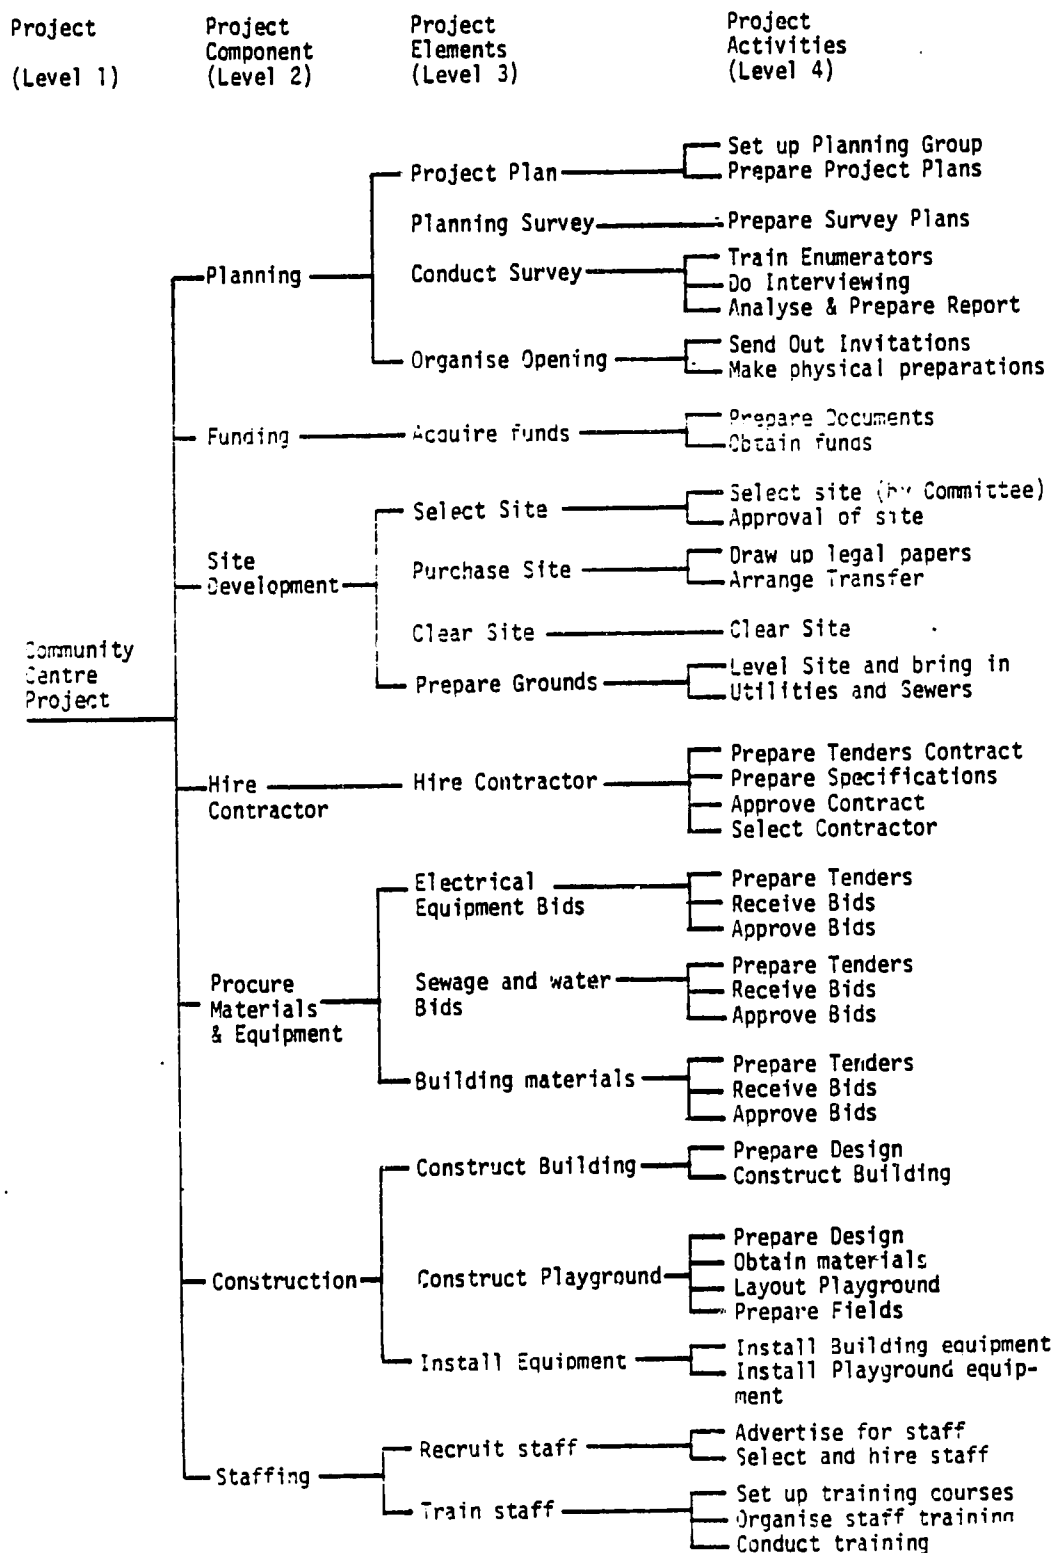 Project
(Level 1)
Project
Component
(Level 2)
Project
Elements
(Level 3)
Project
Activities
(Level 4)
Community
Centre
Project
Planning
Project Plan
Set up Planning Group
Prepare Project Plans
Planning Survey
Prepare Survey Plans
Conduct Survey
Train Enumerators
Do Interviewing
Analyse & Prepare Report
Organise Opening
Send Out Invitations
Make physical preparations
Funding
Acquire funds
Prepare Documents
Obtain funds
Site
Development
Select Site
Select site (by Committee)
Approval of site
Purchase Site
Draw up legal papers
Arrange Transfer
Clear Site
Clear Site
Prepare Grounds
Level Site and bring in
Utilities and Sewers
Hire
Contractor
Hire Contractor
Prepare Tenders Contract
Prepare Specifications
Approve Contract
Select Contractor
Procure
Materials
& Equipment
Electrical
Equipment Bids
Prepare Tenders
Receive Bids
Approve Bids
Sewage and water
Bids
Prepare Tenders
Receive Bids
Approve Bids
Building materials
Prepare Tenders
Receive Bids
Approve Bids
Construction
Construct Building
Prepare Design
Construct Building
Construct Playground
Prepare Design
Obtain materials
Layout Playground
Prepare Fields
Install Equipment
Install Building equipment
Install Playground equip-
ment
Staffing
Recruit staff
Advertise for staff
Select and hire staff
Train staff
Set up training courses
Organise staff training
Conduct training